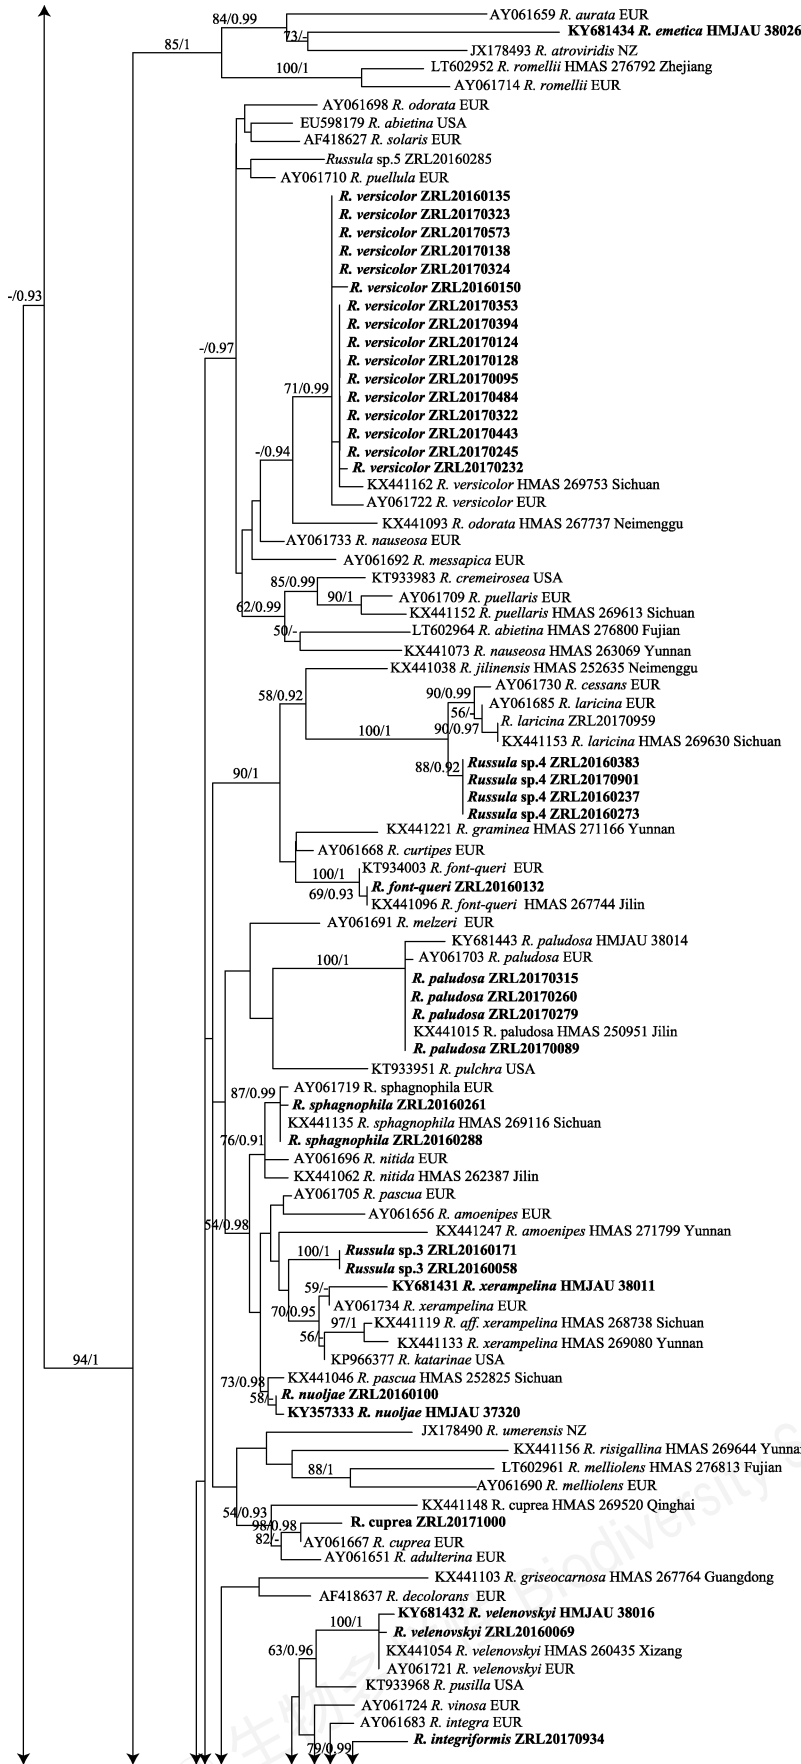 84/0.99
AY061659 R. aurata EUR
73/-
KY681434 R. emetica HMJAU 38026
85/1
JX178493 R. atroviridis NZ
100/1
LT602952 R. romellii HMAS 276792 Zhejiang
AY061714 R. romellii EUR
AY061698 R. odorata EUR
EU598179 R. abietina USA
AF418627 R. solaris EUR
Russula sp.5 ZRL20160285
AY061710 R. puellula EUR
R. versicolor ZRL20160135
R. versicolor ZRL20170323
R. versicolor ZRL20170573
R. versicolor ZRL20170138
R. versicolor ZRL20170324
R. versicolor ZRL20160150
-/0.93
R. versicolor ZRL20170353
R. versicolor ZRL20170394
R. versicolor ZRL20170124
-/0.97
R. versicolor ZRL20170128
R. versicolor ZRL20170095
71/0.99
R. versicolor ZRL20170484
R. versicolor ZRL20170322
R. versicolor ZRL20170443
-/0.94
R. versicolor ZRL20170245
R. versicolor ZRL20170232
KX441162 R. versicolor HMAS 269753 Sichuan
AY061722 R. versicolor EUR
KX441093 R. odorata HMAS 267737 Neimenggu
AY061733 R. nauseosa EUR
AY061692 R. messapica EUR
85/0.99
KT933983 R. cremeirosea USA
90/1
AY061709 R. puellaris EUR
62/0.99
KX441152 R. puellaris HMAS 269613 Sichuan
50/-
LT602964 R. abietina HMAS 276800 Fujian
KX441073 R. nauseosa HMAS 263069 Yunnan
KX441038 R. jilinensis HMAS 252635 Neimenggu
58/0.92
90/0.99
AY061730 R. cessans EUR
56/-
AY061685 R. laricina EUR
100/1
90/0.97
R. laricina ZRL20170959
KX441153 R. laricina HMAS 269630 Sichuan
90/1
88/0.92
Russula sp.4 ZRL20160383
Russula sp.4 ZRL20170901
Russula sp.4 ZRL20160237
Russula sp.4 ZRL20160273
KX441221 R. graminea HMAS 271166 Yunnan
AY061668 R. curtipes EUR
100/1
KT934003 R. font-queri EUR
69/0.93
R. font-queri ZRL20160132
KX441096 R. font-queri HMAS 267744 Jilin
AY061691 R. melzeri EUR
KY681443 R. paludosa HMJAU 38014
100/1
AY061703 R. paludosa EUR
R. paludosa ZRL20170315
R. paludosa ZRL20170260
R. paludosa ZRL20170279
KX441015 R. paludosa HMAS 250951 Jilin
R. paludosa ZRL20170089
KT933951 R. pulchra USA
87/0.99
AY061719 R. sphagnophila EUR
R. sphagnophila ZRL20160261
KX441135 R. sphagnophila HMAS 269116 Sichuan
76/0.91
R. sphagnophila ZRL20160288
AY061696 R. nitida EUR
KX441062 R. nitida HMAS 262387 Jilin
AY061705 R. pascua EUR
AY061656 R. amoenipes EUR
54/0.98
KX441247 R. amoenipes HMAS 271799 Yunnan
100/1
Russula sp.3 ZRL20160171
Russula sp.3 ZRL20160058
59/-
KY681431 R. xerampelina HMJAU 38011
70/0.95
AY061734 R. xerampelina EUR
97/1
KX441119 R. aff. xerampelina HMAS 268738 Sichuan
56/-
KX441133 R. xerampelina HMAS 269080 Yunnan
KP966377 R. katarinae USA
94/1
73/0.98
KX441046 R. pascua HMAS 252825 Sichuan
58/-
R. nuoljae ZRL20160100
KY357333 R. nuoljae HMJAU 37320
JX178490 R. umerensis NZ
KX441156 R. risigallina HMAS 269644 Yunnan
88/1
LT602961 R. melliolens HMAS 276813 Fujian
AY061690 R. melliolens EUR
54/0.93
KX441148 R. cuprea HMAS 269520 Qinghai
98/0.98
R. cuprea ZRL20171000
82/-
AY061667 R. cuprea EUR
AY061651 R. adulterina EUR
KX441103 R. griseocarnosa HMAS 267764 Guangdong
AF418637 R. decolorans EUR
100/1
KY681432 R. velenovskyi HMJAU 38016
R. velenovskyi ZRL20160069
63/0.96
KX441054 R. velenovskyi HMAS 260435 Xizang
AY061721 R. velenovskyi EUR
KT933968 R. pusilla USA
AY061724 R. vinosa EUR
AY061683 R. integra EUR
79/0.99
R. integriformis ZRL20170934
生物多
Biodiversity S